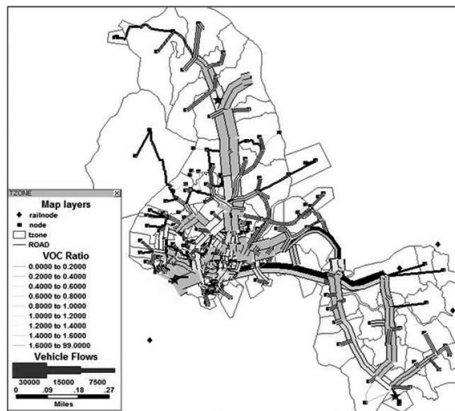 TZONE
Map layers
railnode
node
tzone
ROAD
VOC Ratio
0.0000 to 0.2000
0.2000 to 0.4000
0.4000 to 0.6000
0.6000 to 0.8000
0.8000 to 1.0000
1.0000 to 1.2000
1.2000 to 1.4000
1.4000 to 1.6000
1.6000 to 99.0000
Vehicle Flows
30000 15000 7500
0 .09 .18 .27
Miles